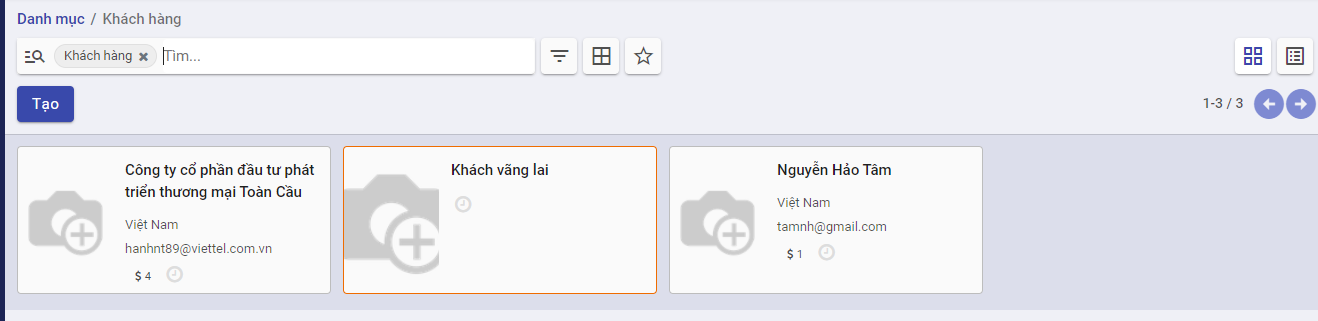 Danh mục / Khách hàng
Khách hàng ✖ Tìm...
Tạo
1-3 / 3
Công ty cổ phần đầu tư phát
triển thương mại Toàn Cầu
Việt Nam
hanhnt89@viettel.com.vn
$ 4
Khách vãng lai
Nguyễn Hảo Tâm
Việt Nam
tamnh@gmail.com
$ 1